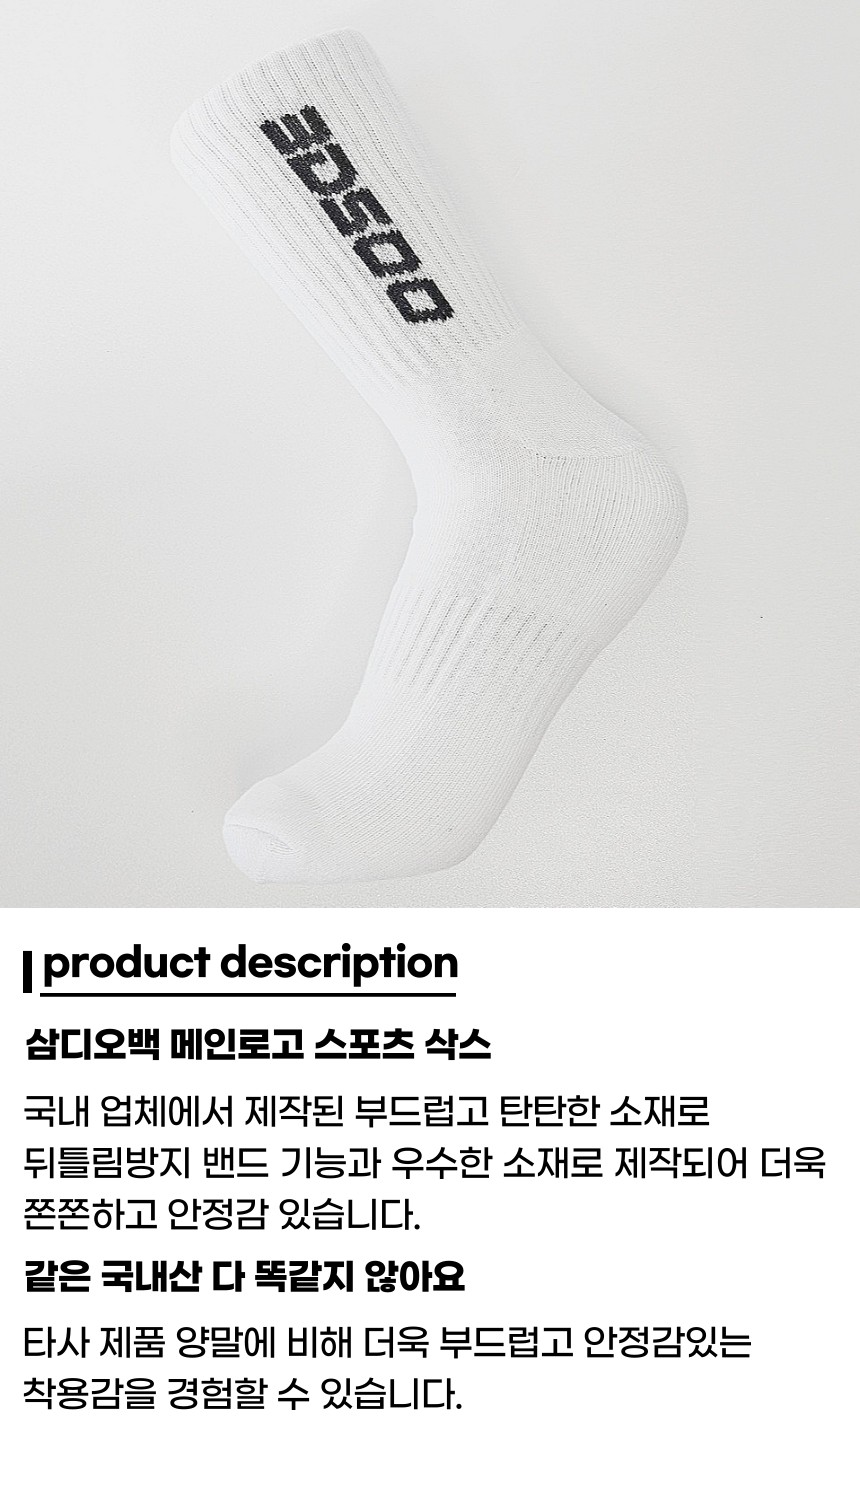 3D500
product description
삼디오백 메인로고 스포츠 삭스
국내 업체에서 제작된 부드럽고 탄탄한 소재로
뒤틀림방지 밴드 기능과 우수한 소재로 제작되어 더욱
쫀쫀하고 안정감 있습니다.
같은 국내산 다 똑같지 않아요
타사 제품 양말에 비해 더욱 부드럽고 안정감있는
착용감을 경험할 수 있습니다.